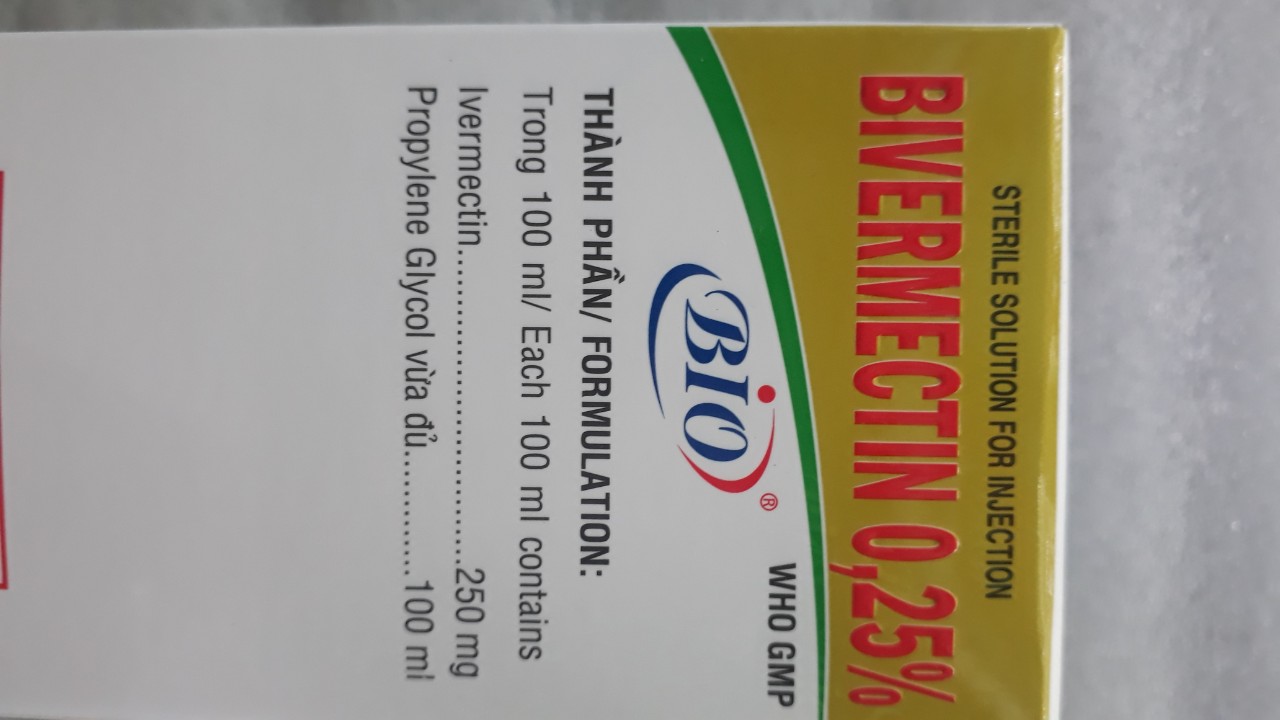 STERILE SOLUTION FOR INJECTION
BIVERMECTIN 0,25%
WHO GMP
BIO®
THÀNH PHẦN/ FORMULATION:
Trong 100 ml/ Each 100 ml contains
Ivermectin............................250 mg
Propylene Glycol vừa đủ............100 ml